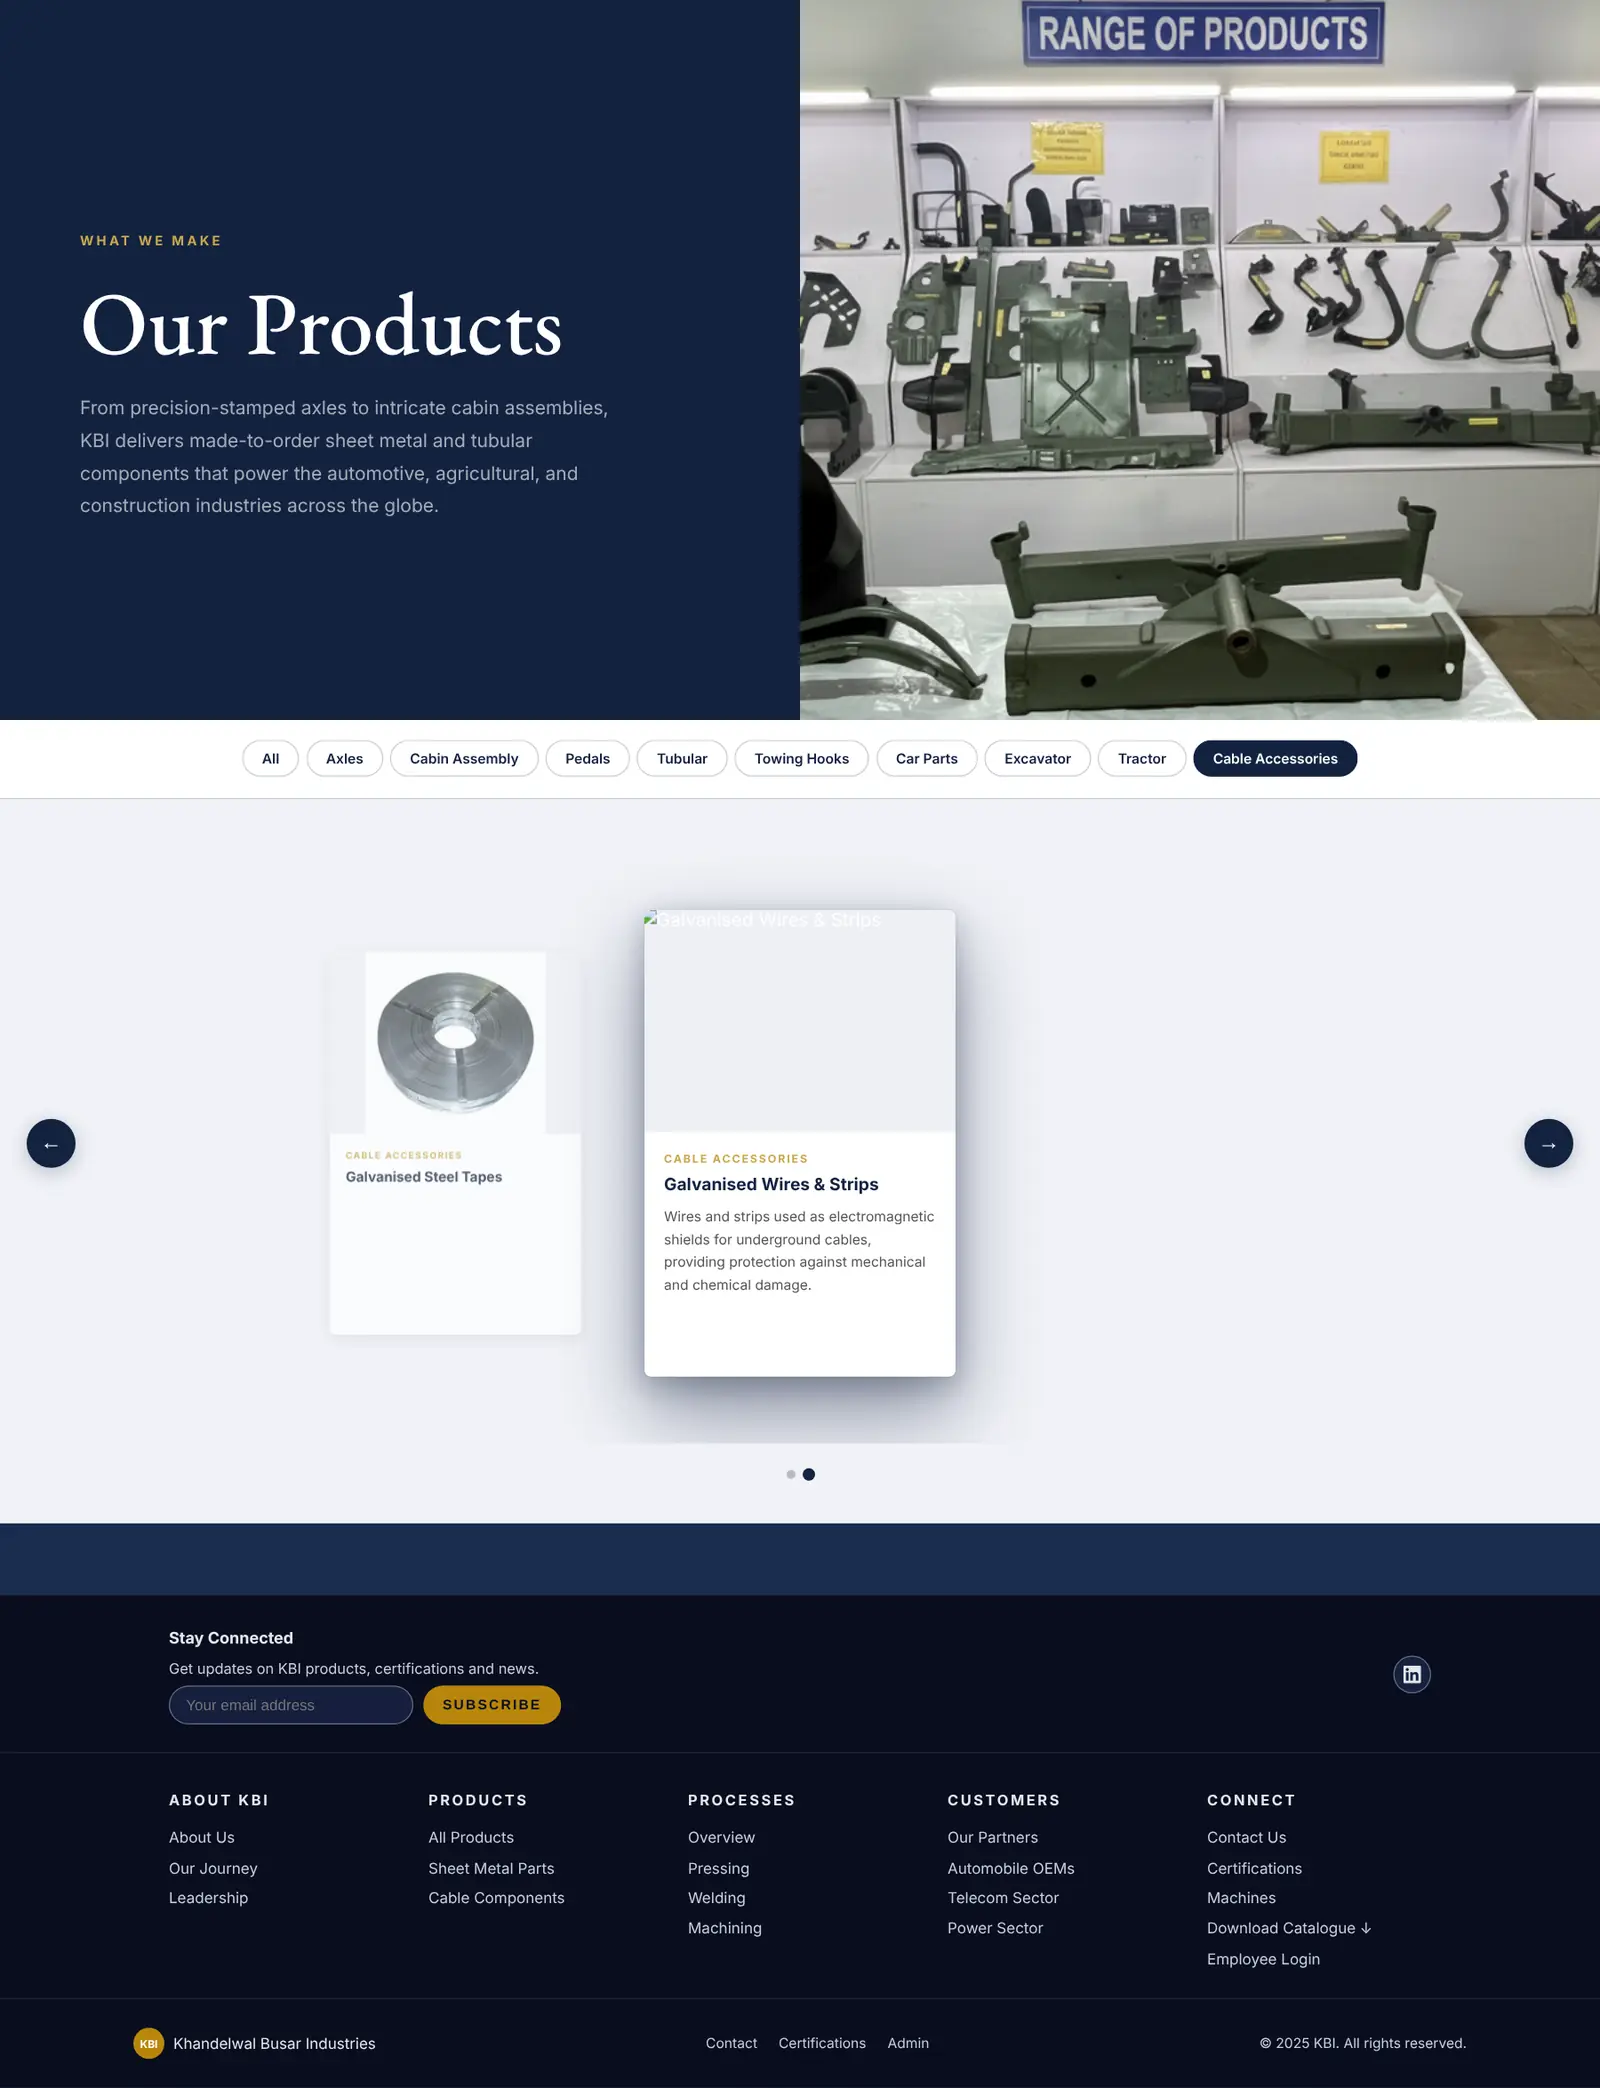 RANGE OF PRODUCTS
WHAT WE MAKE
Our Products
From precision-stamped axles to intricate cabin assemblies,
KBI delivers made-to-order sheet metal and tubular
components that power the automotive, agricultural, and
construction industries across the globe.
All
Axles
Cabin Assembly
Pedals
Tubular
Towing Hooks
Car Parts
Excavator
Tractor
Cable Accessories
Galvanised Wires & Strips
CABLE ACCESSORIES
Galvanised Steel Tapes
CABLE ACCESSORIES
Galvanised Wires & Strips
Wires and strips used as electromagnetic
shields for underground cables,
providing protection against mechanical
and chemical damage.
←
→
Stay Connected
Get updates on KBI products, certifications and news.
Your email address
SUBSCRIBE
in
ABOUT KBI
About Us
Our Journey
Leadership
PRODUCTS
All Products
Sheet Metal Parts
Cable Components
PROCESSES
Overview
Pressing
Welding
Machining
CUSTOMERS
Our Partners
Automobile OEMs
Telecom Sector
Power Sector
CONNECT
Contact Us
Certifications
Machines
Download Catalogue ↓
Employee Login
KBI
Khandelwal Busar Industries
Contact
Certifications
Admin
© 2025 KBI. All rights reserved.